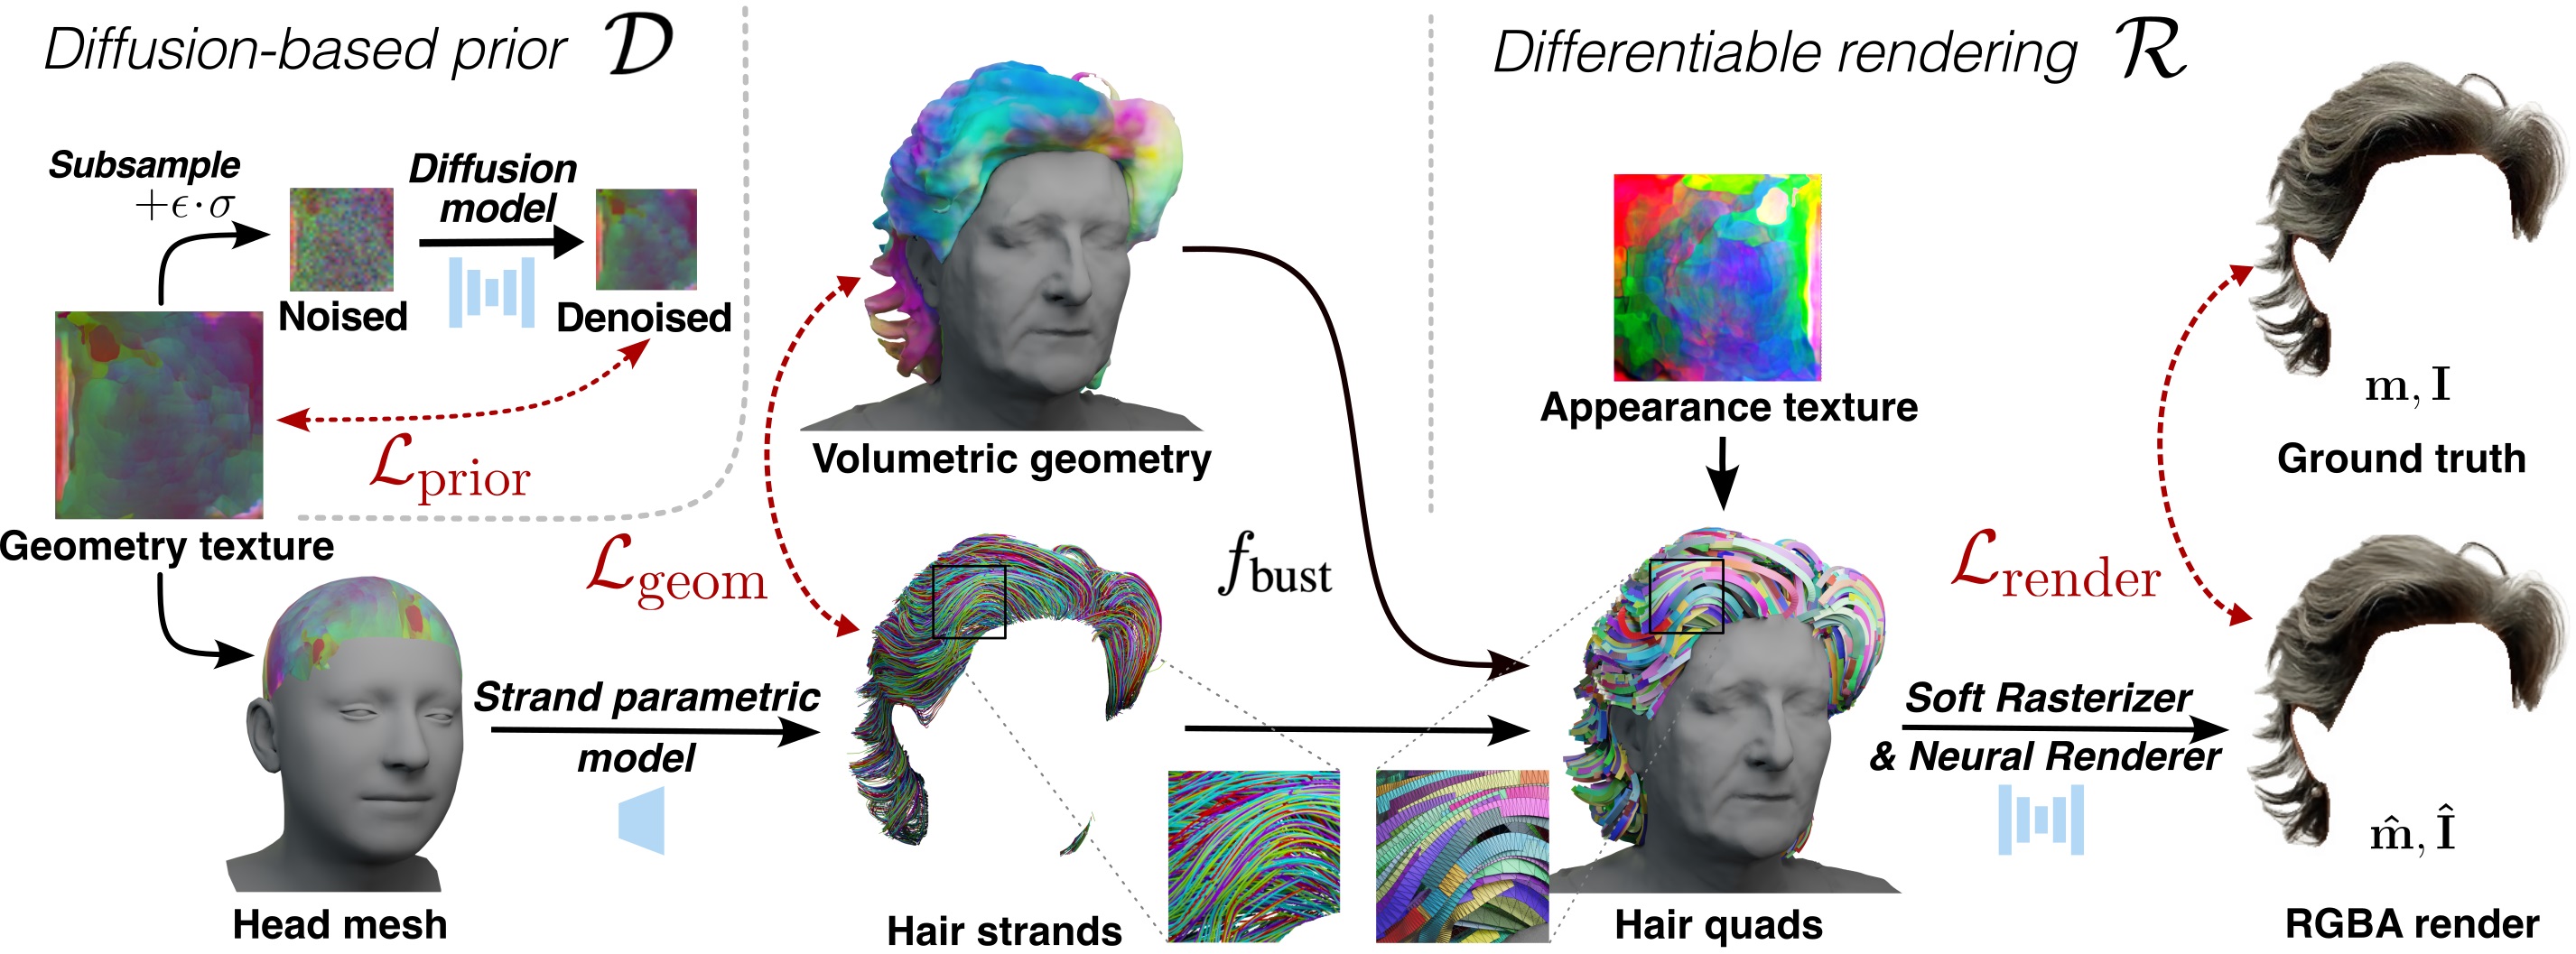 Diffusion-based prior 𝒟
Subsample
+ϵ·σ
Diffusion
model
Noised
Denoised
ℒprior
Geometry texture
Head mesh
Strand parametric
model
Volumetric geometry
ℒgeom
fbust
Hair strands
Differentiable rendering ℛ
Appearance texture
Hair quads
ℒrender
Soft Rasterizer
& Neural Renderer
m, I
Ground truth
m̂, Î
RGBA render